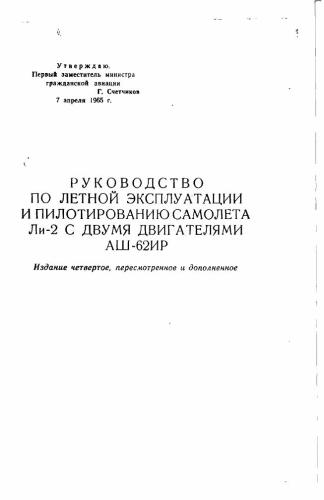 Утверждаю.
Первый заместитель министра
гражданской авиации
Г. Счетчиков
7 апреля 1965 г.
РУКОВОДСТВО
ПО ЛЕТНОЙ ЭКСПЛУАТАЦИИ
И ПИЛОТИРОВАНИЮ САМОЛЕТА
Ли-2 С ДВУМЯ ДВИГАТЕЛЯМИ
АШ-62ИР
Издание четвертое, пересмотренное и дополненное